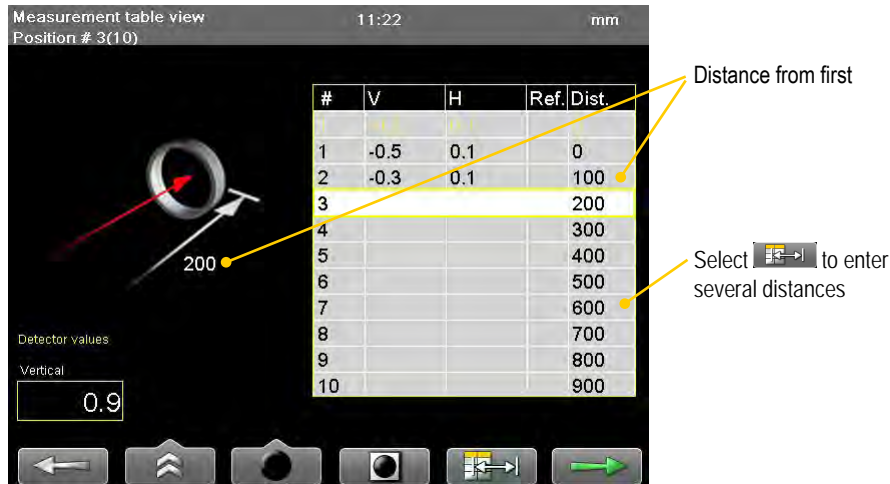 Measurement table view 11:22 mm
Position # 3(10)
# V H Ref. Dist.
1 -0.5 0.1 0
2 -0.3 0.1 100
3 200
4 300
5 400
6 500
7 600
8 700
9 800
10 900
200
Detector values
Vertical
0.9
Distance from first
Select to enter
several distances